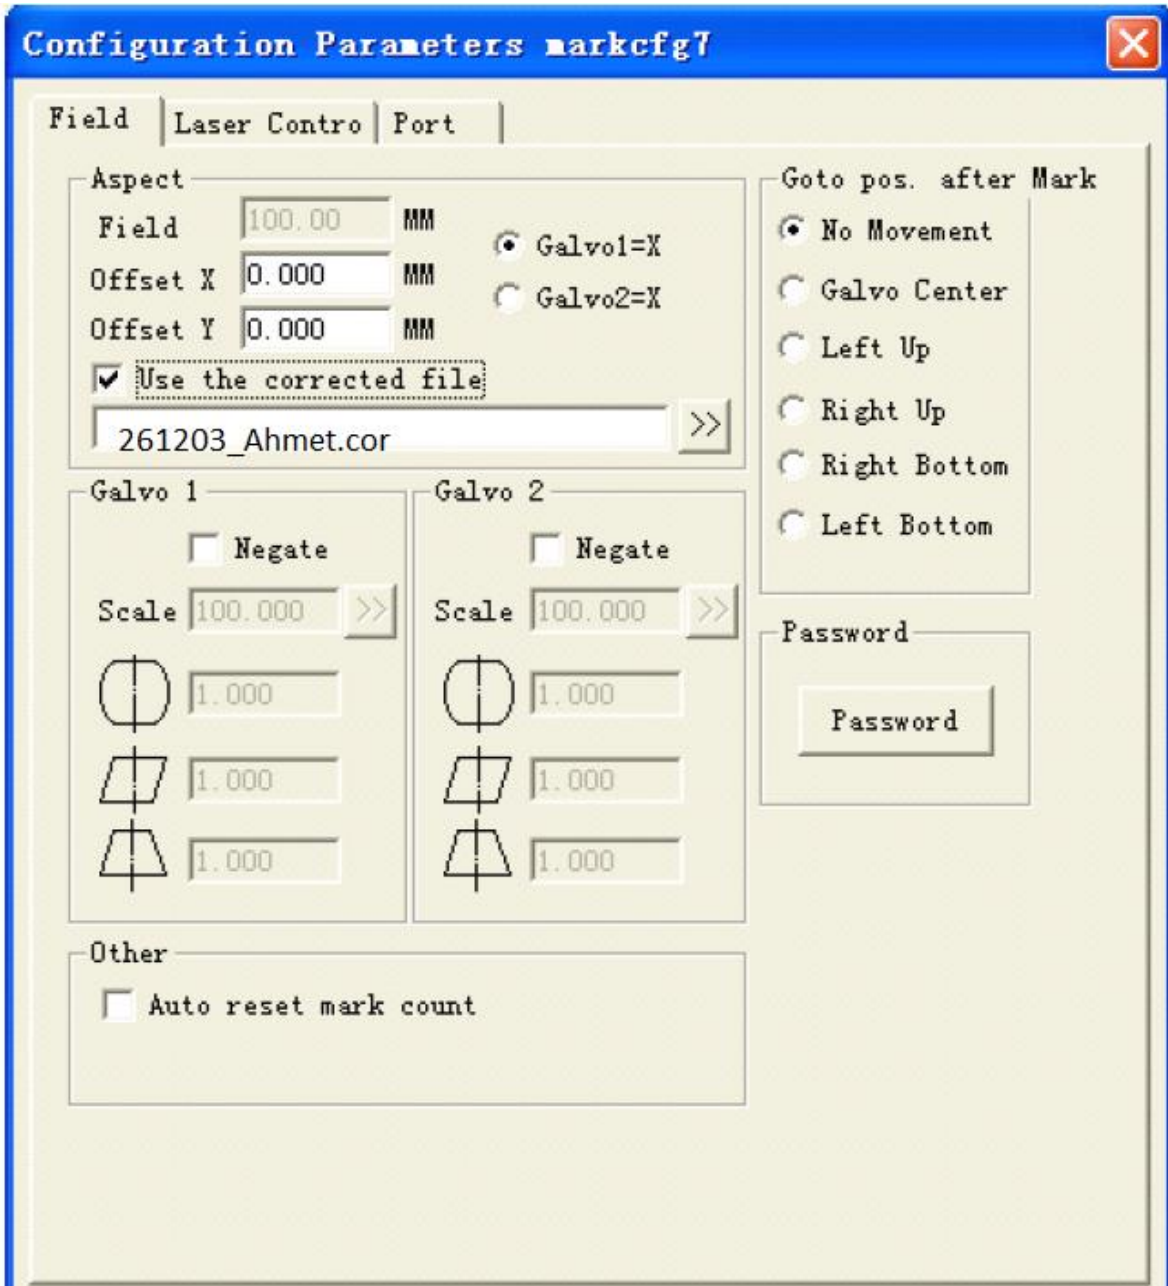 Configuration Parameters markcfg7
Field
Laser Contro
Port
Aspect
Field 100.00 MM
Offset X 0.000 MM
Offset Y 0.000 MM
Galvo1=X
Galvo2=X
Use the corrected file
261203_Ahmet.cor >>
Galvo 1
Negate
Scale 100.000 >>
1.000
1.000
1.000
Galvo 2
Negate
Scale 100.000 >>
1.000
1.000
1.000
Other
Auto reset mark count
Goto pos. after Mark
No Movement
Galvo Center
Left Up
Right Up
Right Bottom
Left Bottom
Password
Password